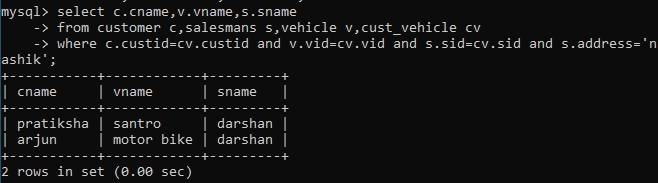 mysql> select c.cname,v.vname,s.sname
    -> from customer c,salesmans s,vehicle v,cust_vehicle cv
    -> where c.custid=cv.custid and v.vid=cv.vid and s.sid=cv.sid and s.address='n
ashik';
+-----------+------------+---------+
| cname     | vname      | sname   |
+-----------+------------+---------+
| pratiksha | santro     | darshan |
| arjun     | motor bike | darshan |
+-----------+------------+---------+
2 rows in set (0.00 sec)